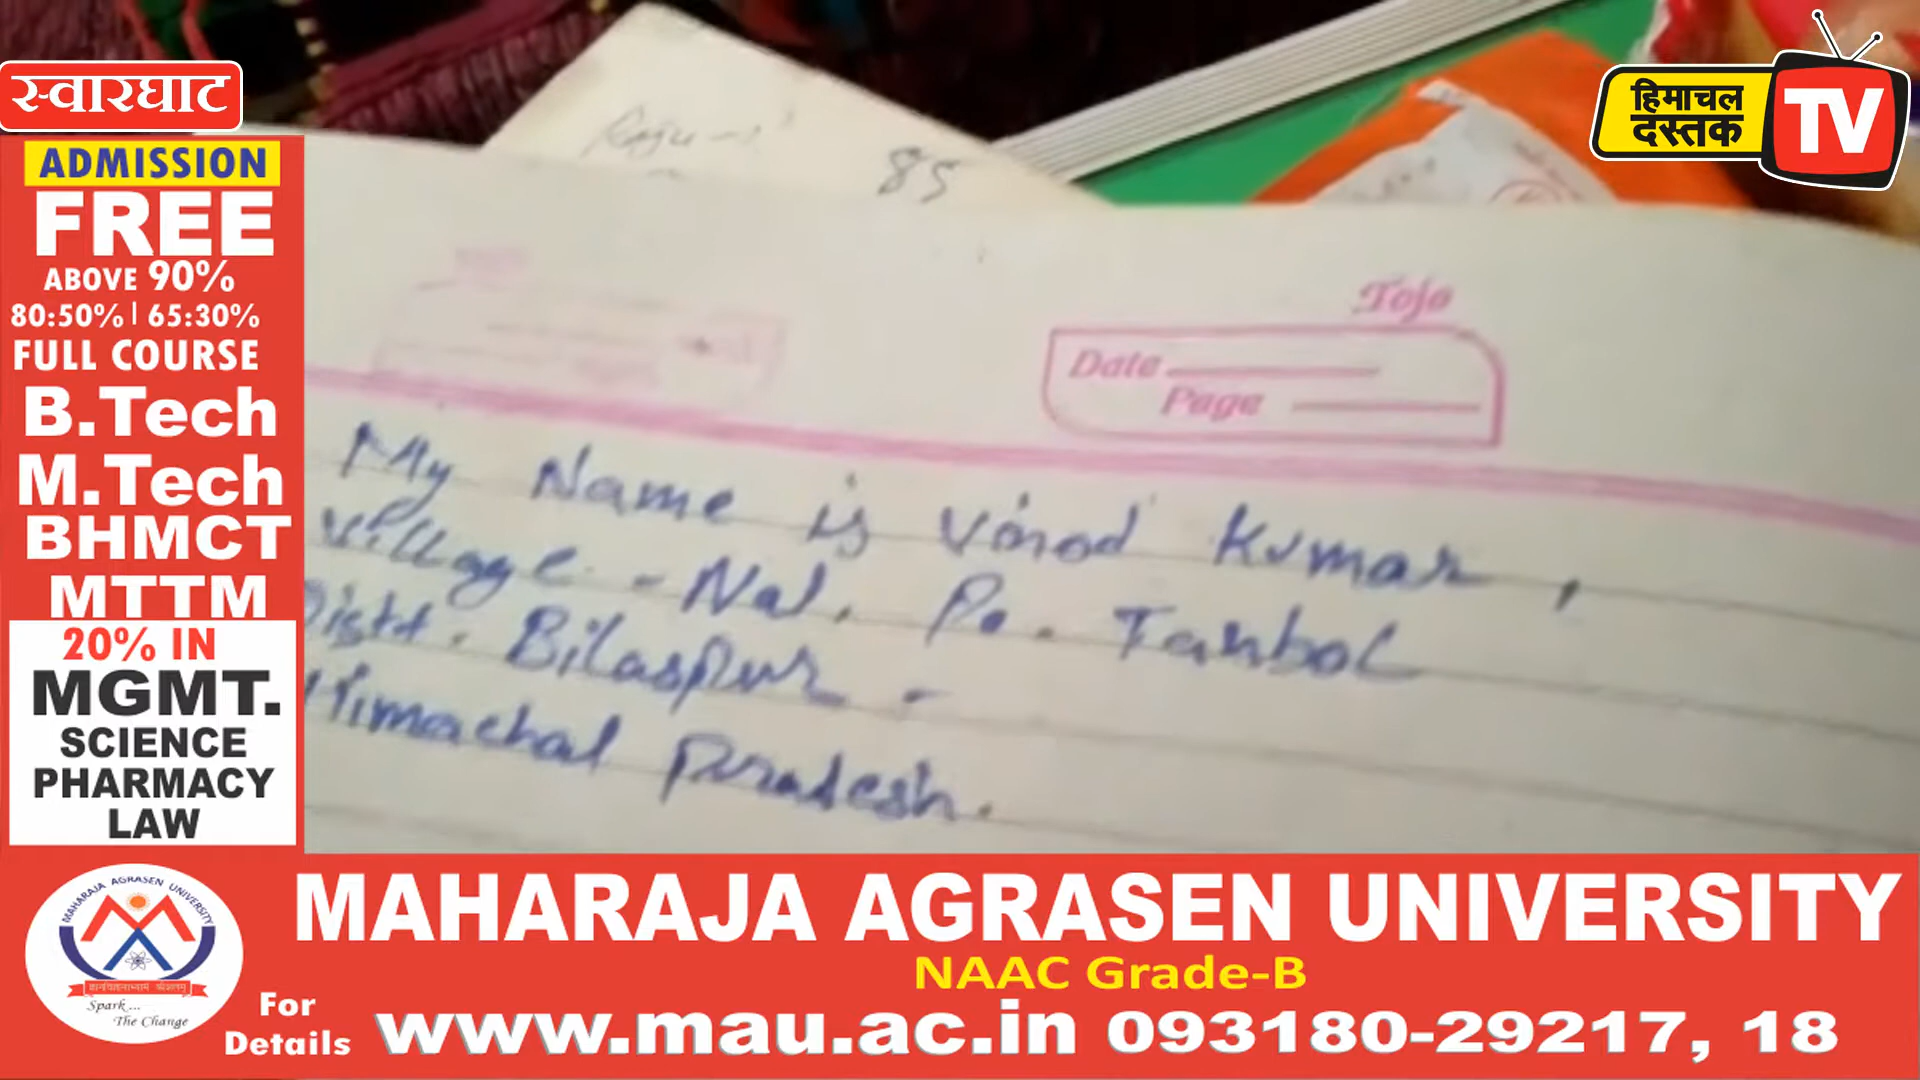 स्वारघाट
हिमाचल
दस्तक
TV
ADMISSION
FREE
ABOVE 90%
80:50% | 65:30%
FULL COURSE
B.Tech
M.Tech
BHMCT
MTTM
20% IN
MGMT.
SCIENCE
PHARMACY
LAW
85
Date
Page
My Name is Vinod Kumar,
Village - Nal. Po. Tanbol
Distt. Bilaspur -
Himachal Pradesh.
MAHARAJA AGRASEN UNIVERSITY
Spark...
The Change
MAHARAJA AGRASEN UNIVERSITY
NAAC Grade-B
For
Details
www.mau.ac.in 093180-29217, 18